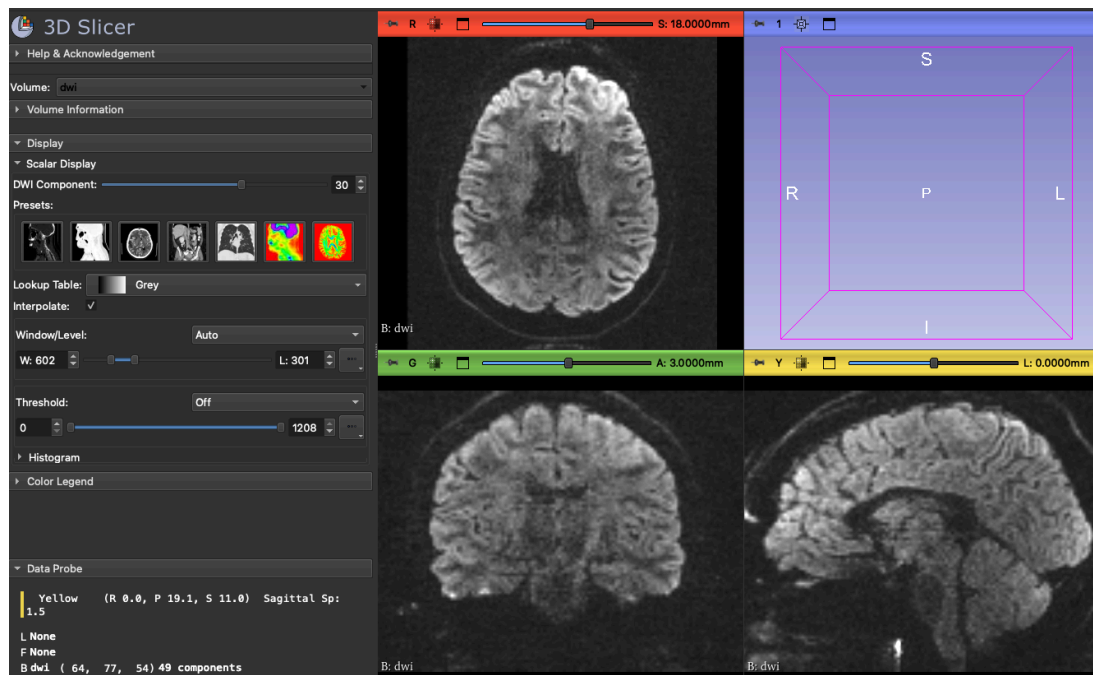 3D Slicer
Help & Acknowledgement
Volume: dwi
Volume Information
Display
Scalar Display
DWI Component: 30
Presets:
Lookup Table: Grey
Interpolate:
Window/Level: Auto
W: 602 L: 301
Threshold: Off
0 1208
Histogram
Color Legend
Data Probe
Yellow (R 0.0, P 19.1, S 11.0) Sagittal Sp:
1.5
L None
F None
B dwi ( 64, 77, 54) 49 components
R S: 18.0000mm
B: dwi
1
S
R P L
I
G A: 3.0000mm
B: dwi
Y L: 0.0000mm
B: dwi